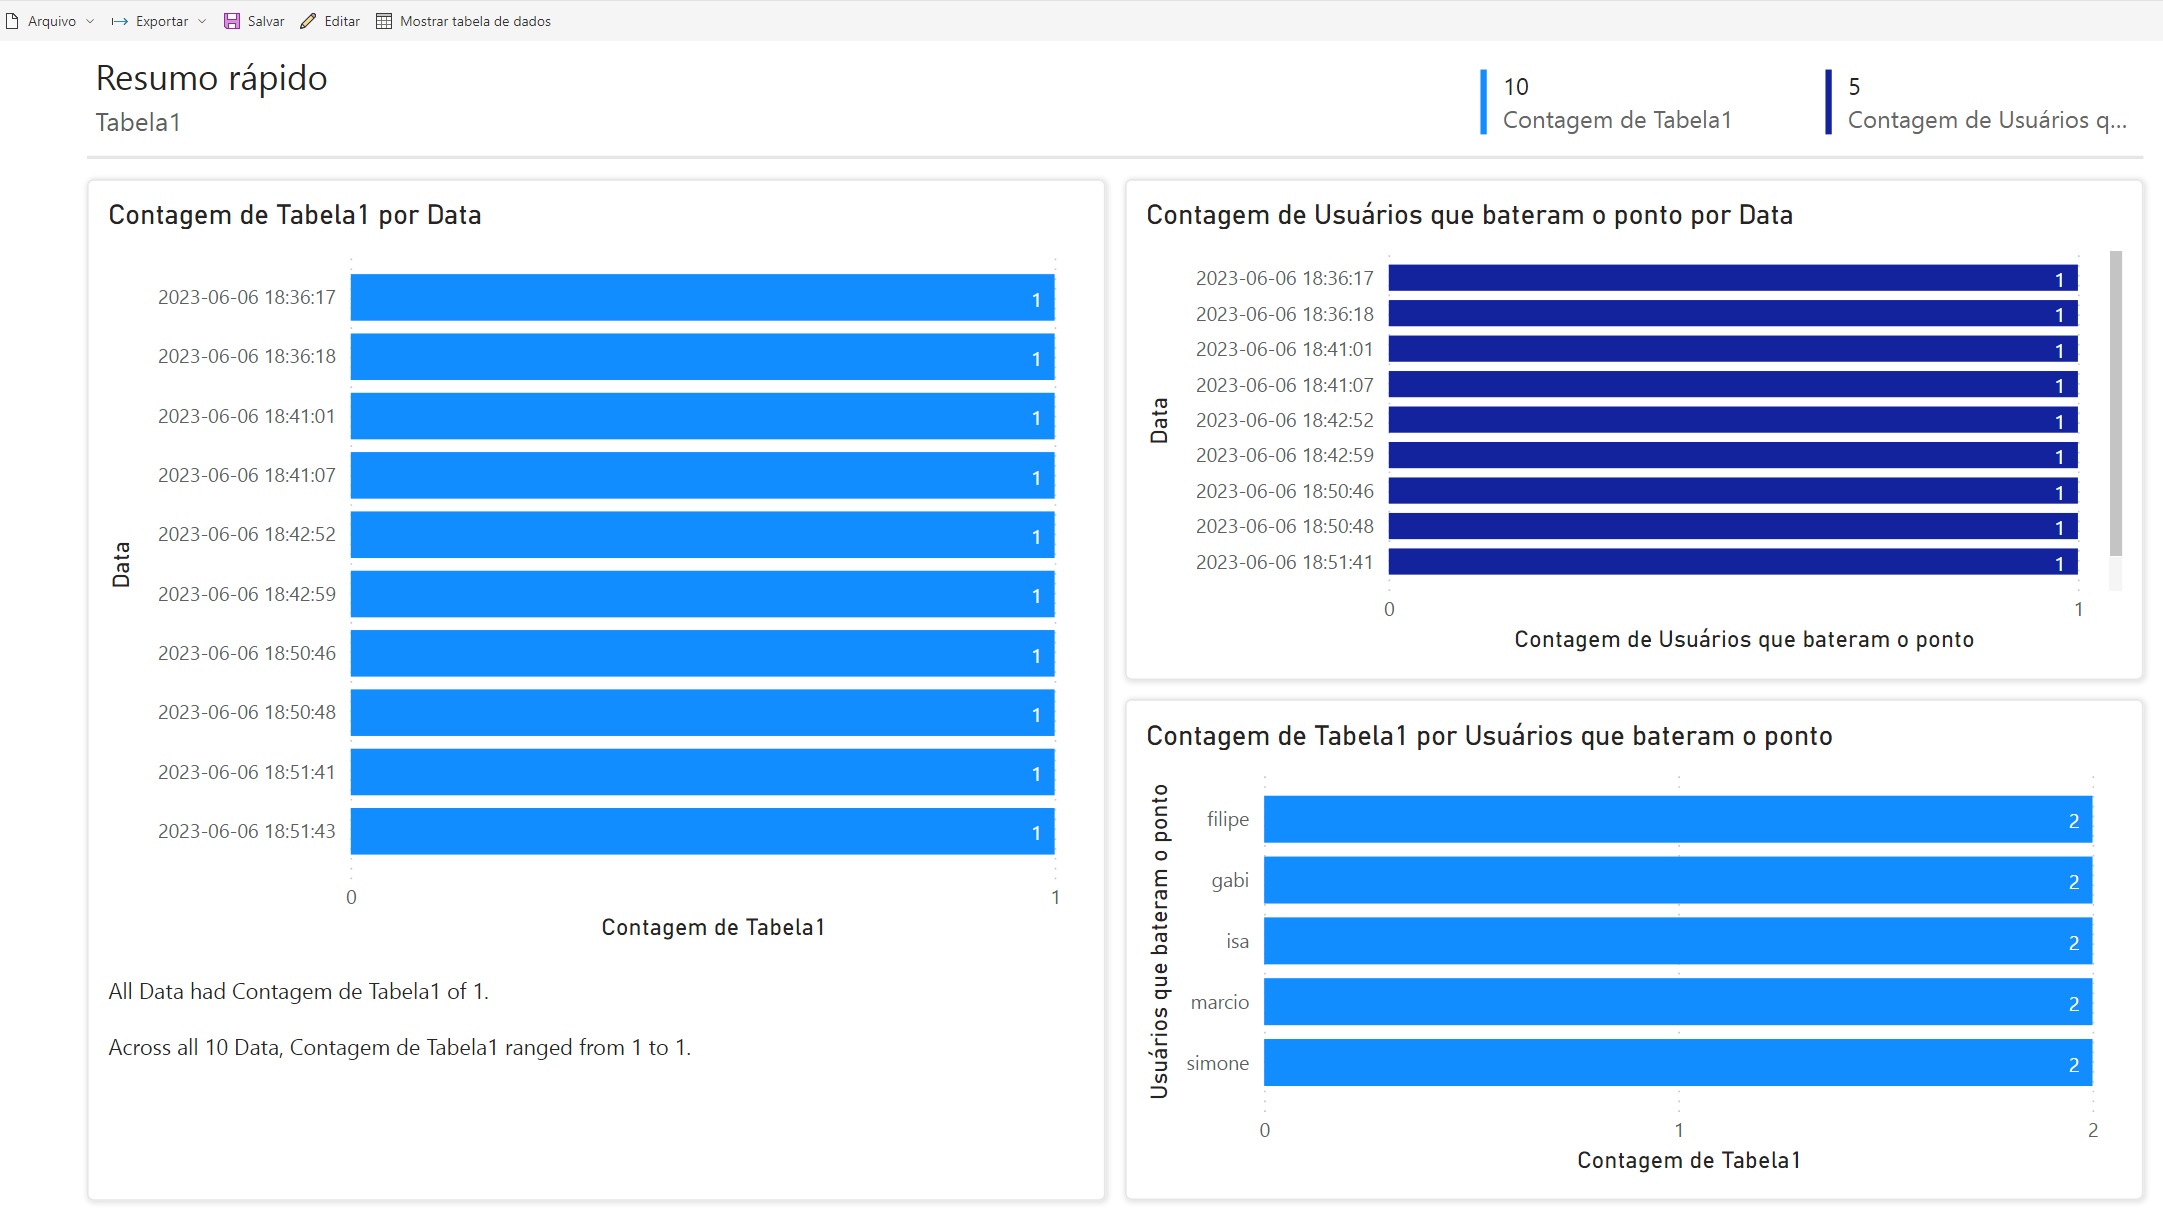 Arquivo Exportar Salvar Editar Mostrar tabela de dados
Resumo rápido
Tabela1
10
Contagem de Tabela1
5
Contagem de Usuários q...
Contagem de Tabela1 por Data
Data
2023-06-06 18:36:17 1
2023-06-06 18:36:18 1
2023-06-06 18:41:01 1
2023-06-06 18:41:07 1
2023-06-06 18:42:52 1
2023-06-06 18:42:59 1
2023-06-06 18:50:46 1
2023-06-06 18:50:48 1
2023-06-06 18:51:41 1
2023-06-06 18:51:43 1
0 1
Contagem de Tabela1
All Data had Contagem de Tabela1 of 1.
Across all 10 Data, Contagem de Tabela1 ranged from 1 to 1.
Contagem de Usuários que bateram o ponto por Data
Data
2023-06-06 18:36:17 1
2023-06-06 18:36:18 1
2023-06-06 18:41:01 1
2023-06-06 18:41:07 1
2023-06-06 18:42:52 1
2023-06-06 18:42:59 1
2023-06-06 18:50:46 1
2023-06-06 18:50:48 1
2023-06-06 18:51:41 1
0 1
Contagem de Usuários que bateram o ponto
Contagem de Tabela1 por Usuários que bateram o ponto
Usuários que bateram o ponto
filipe 2
gabi 2
isa 2
marcio 2
simone 2
0 1 2
Contagem de Tabela1